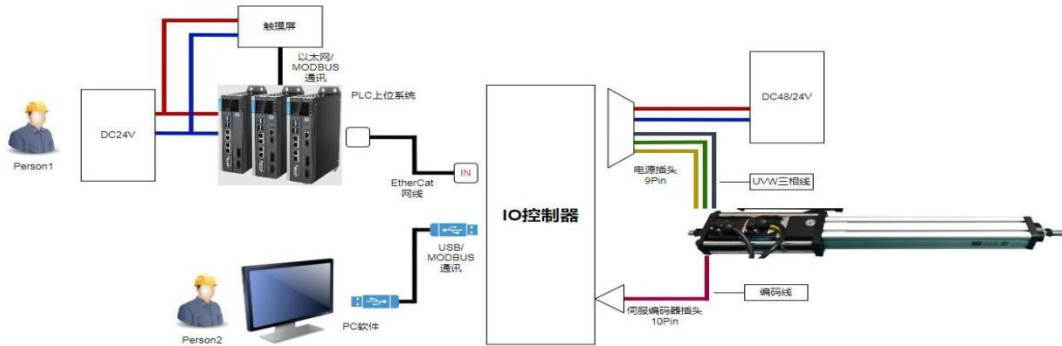 触摸屏
以太网/
MODBUS
通讯
PLC上位系统
DC24V
Person1
EtherCat
网线
IN
IO控制器
DC48/24V
电源插头
9Pin
UVW三相线
USB/
MODBUS
通讯
PC软件
Person2
伺服编码器插头
10Pin
编码线